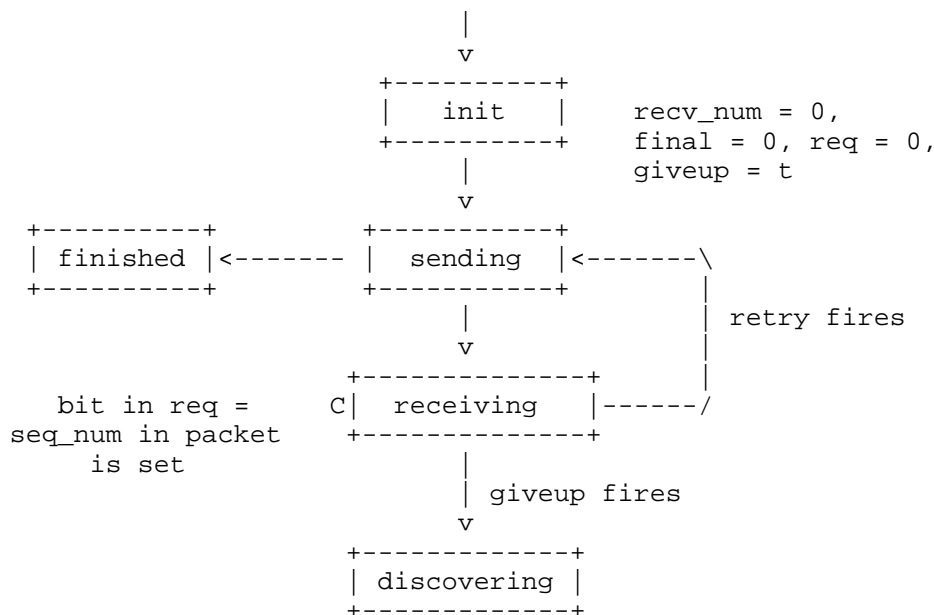 init
recv_num = 0,
final = 0, req = 0,
giveup = t
finished
sending
retry fires
bit in req =
seq_num in packet
is set
C
receiving
giveup fires
discovering